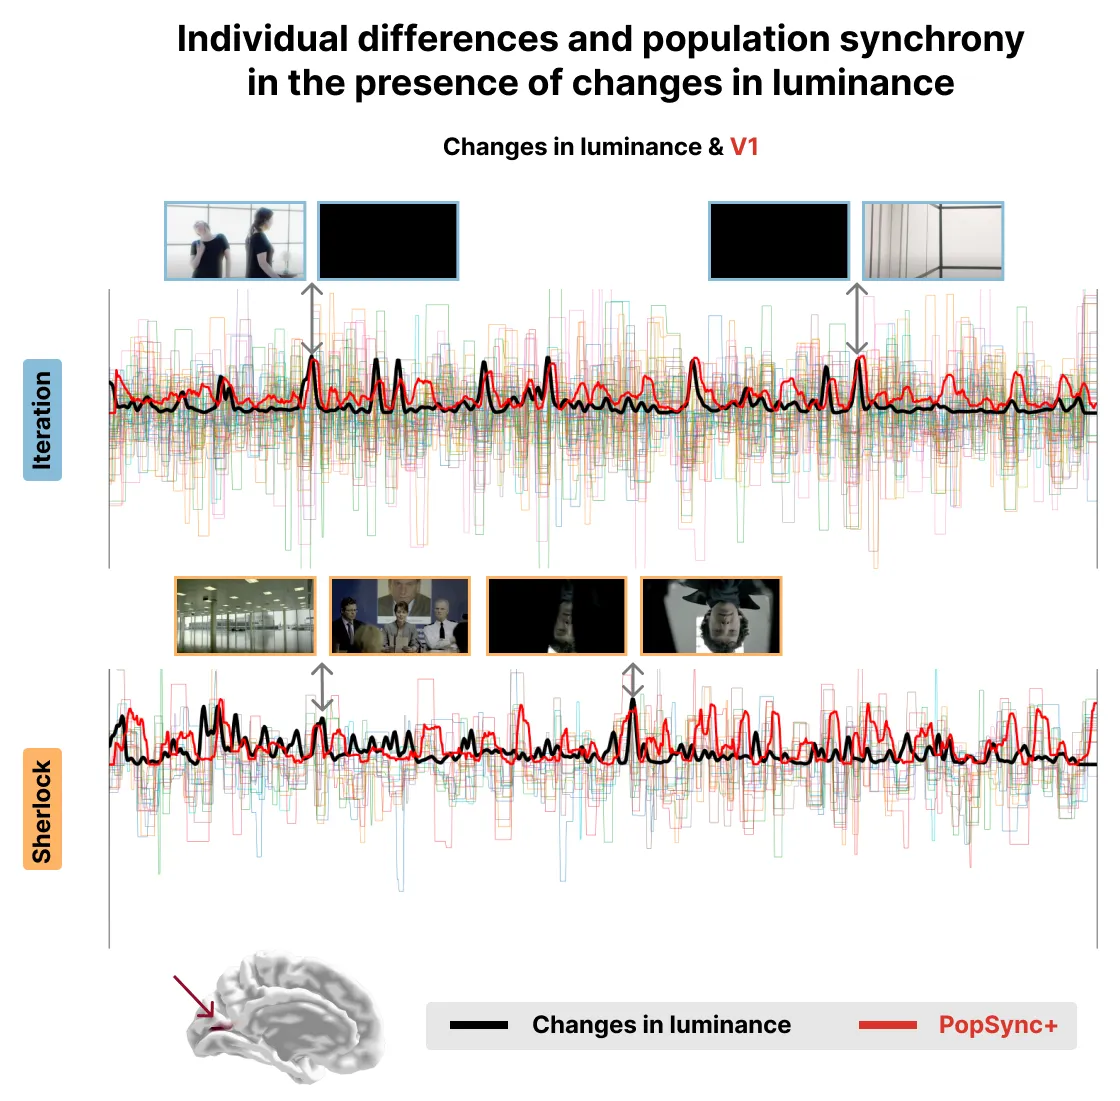 Individual differences and population synchrony
in the presence of changes in luminance
Changes in luminance & V1
Iteration
Sherlock
Changes in luminance
PopSync+